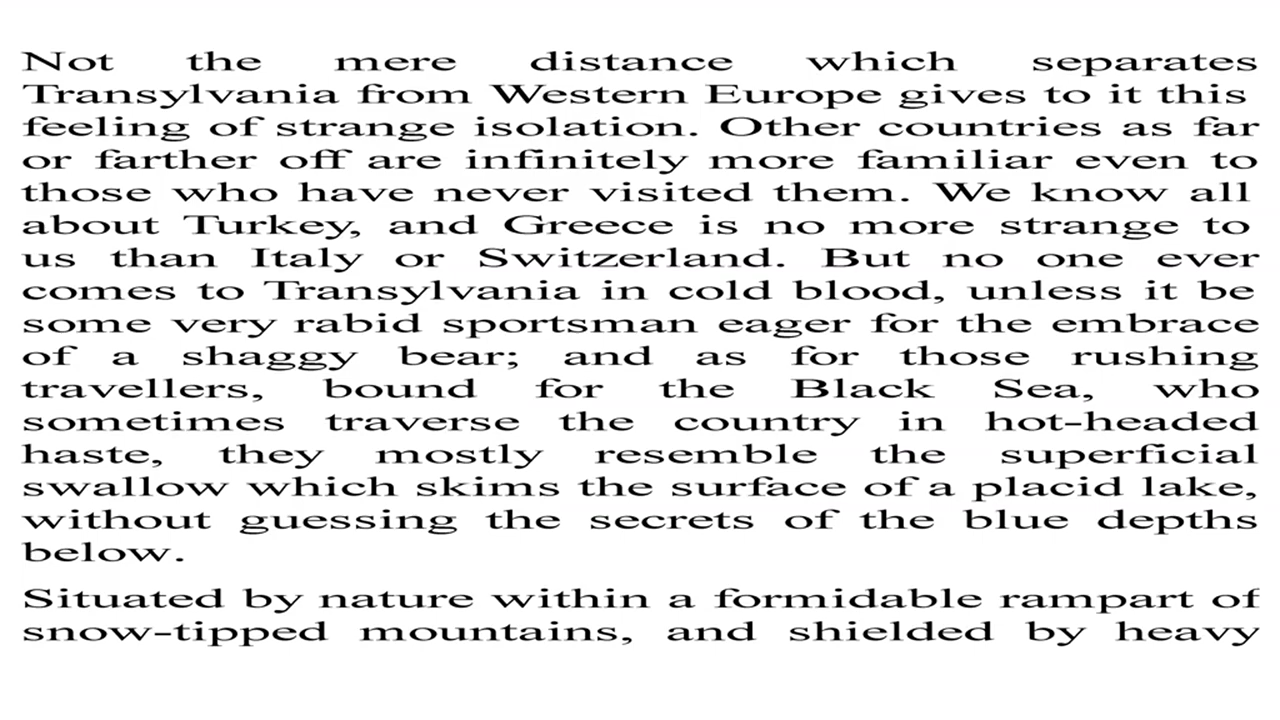 Not the mere distance which separates
Transylvania from Western Europe gives to it this
feeling of strange isolation. Other countries as far
or farther off are infinitely more familiar even to
those who have never visited them. We know all
about Turkey, and Greece is no more strange to
us than Italy or Switzerland. But no one ever
comes to Transylvania in cold blood, unless it be
some very rabid sportsman eager for the embrace
of a shaggy bear; and as for those rushing
travellers, bound for the Black Sea, who
sometimes traverse the country in hot-headed
haste, they mostly resemble the superficial
swallow which skims the surface of a placid lake,
without guessing the secrets of the blue depths
below.
Situated by nature within a formidable rampart of
snow-tipped mountains, and shielded by heavy